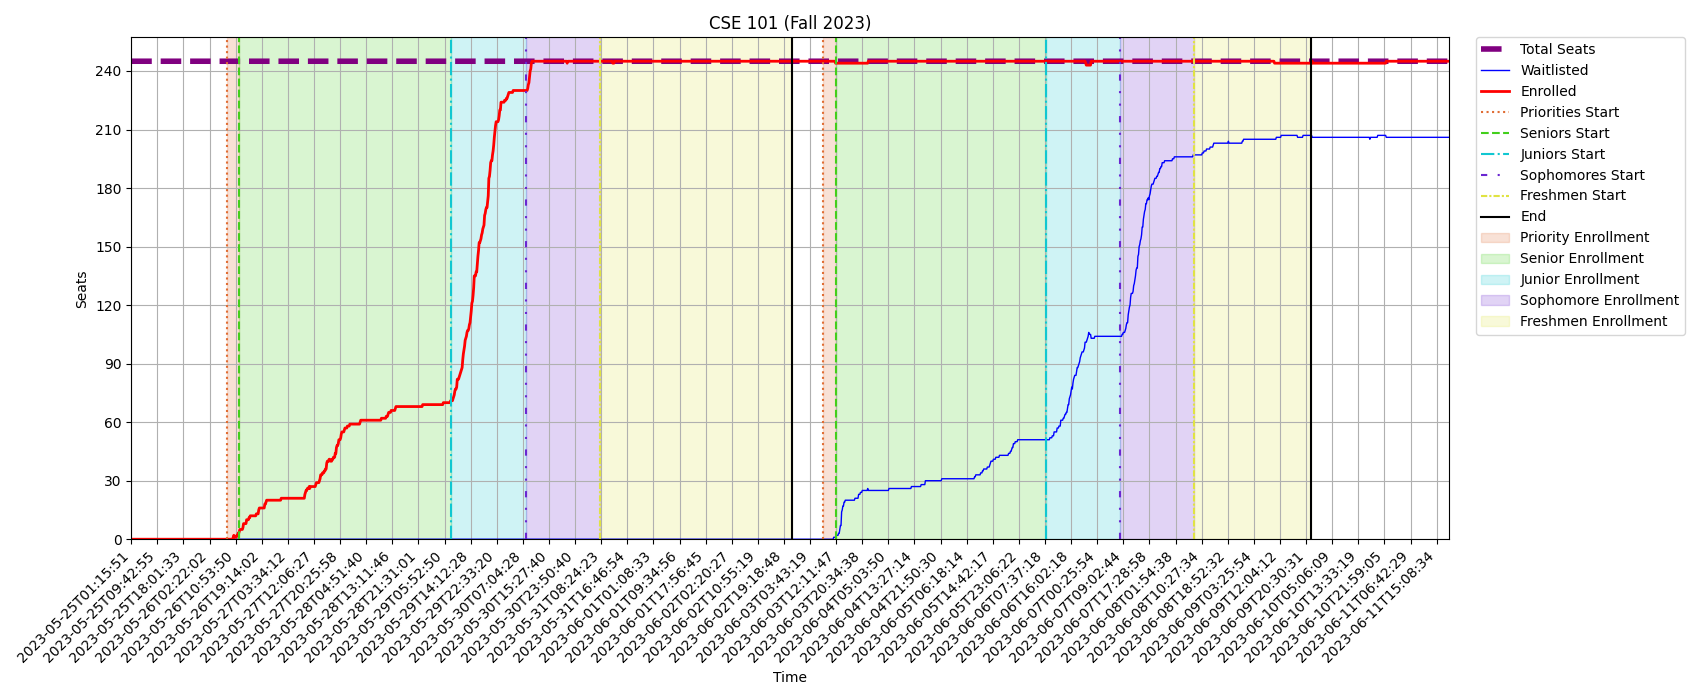 CSE 101 (Fall 2023)
Seats
240
210
180
150
120
90
60
30
0
2023-05-25T01:15:51
2023-05-25T09:42:55
2023-05-25T18:01:33
2023-05-26T02:22:02
2023-05-26T10:53:50
2023-05-26T19:14:02
2023-05-27T03:34:12
2023-05-27T12:06:27
2023-05-27T20:25:58
2023-05-28T04:51:40
2023-05-28T13:11:46
2023-05-28T21:31:01
2023-05-29T05:52:50
2023-05-29T14:12:28
2023-05-29T22:33:20
2023-05-30T07:04:28
2023-05-30T15:27:40
2023-05-30T23:50:40
2023-05-31T08:24:23
2023-05-31T16:46:54
2023-06-01T01:08:33
2023-06-01T09:34:56
2023-06-01T17:56:45
2023-06-02T02:20:27
2023-06-02T10:55:19
2023-06-02T19:18:48
2023-06-03T03:43:19
2023-06-03T12:11:47
2023-06-03T20:34:38
2023-06-04T05:03:50
2023-06-04T13:27:14
2023-06-04T21:50:30
2023-06-05T06:18:14
2023-06-05T14:42:17
2023-06-05T23:06:22
2023-06-06T07:37:18
2023-06-06T16:02:18
2023-06-07T00:25:54
2023-06-07T09:02:44
2023-06-07T17:28:58
2023-06-08T01:54:38
2023-06-08T10:27:34
2023-06-08T18:52:32
2023-06-09T03:25:54
2023-06-09T12:04:12
2023-06-09T20:30:31
2023-06-10T05:06:09
2023-06-10T13:33:19
2023-06-10T21:59:05
2023-06-11T06:42:29
2023-06-11T15:08:34
Time
Total Seats
Waitlisted
Enrolled
Priorities Start
Seniors Start
Juniors Start
Sophomores Start
Freshmen Start
End
Priority Enrollment
Senior Enrollment
Junior Enrollment
Sophomore Enrollment
Freshmen Enrollment